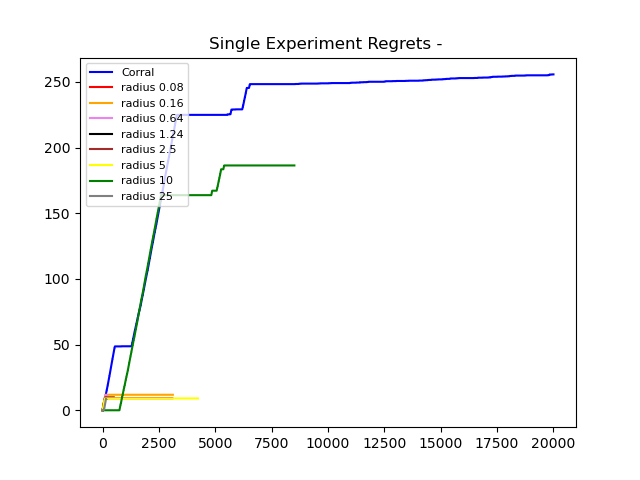 Single Experiment Regrets -
250
200
150
100
50
0
Corral
radius 0.08
radius 0.16
radius 0.64
radius 1.24
radius 2.5
radius 5
radius 10
radius 25
0 2500 5000 7500 10000 12500 15000 17500 20000